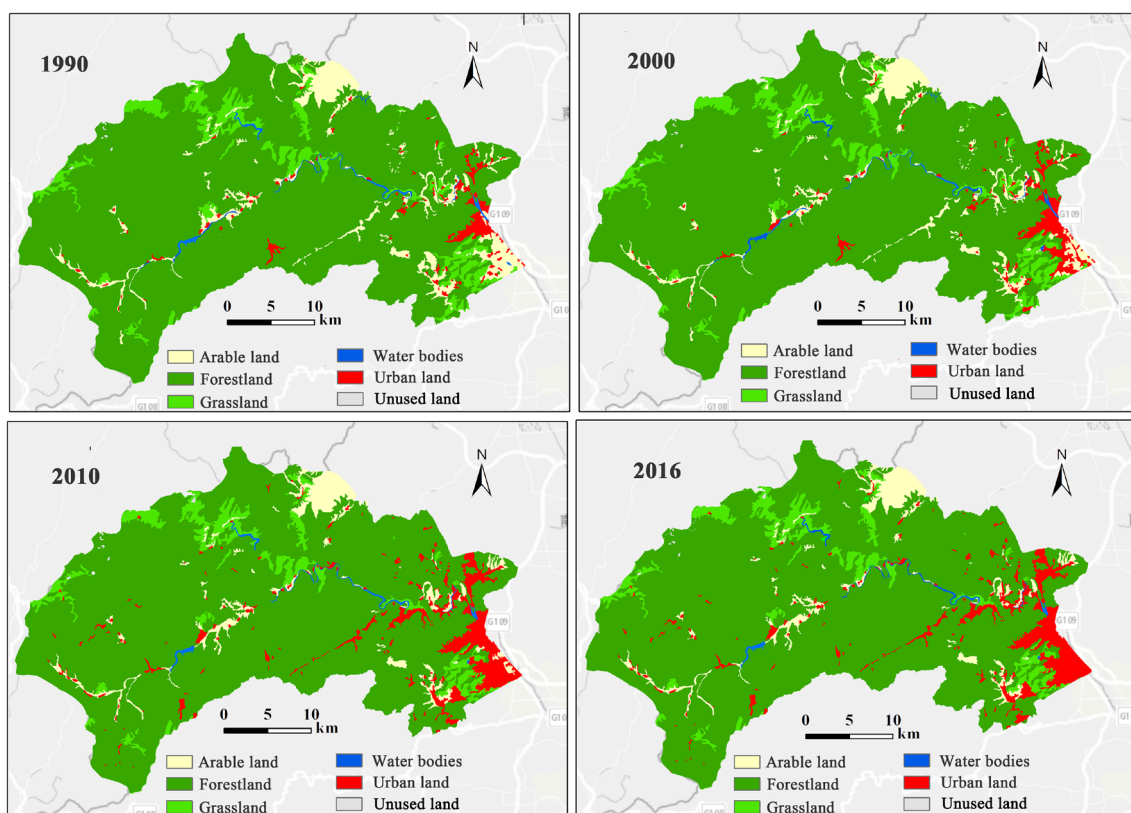 1990
N
G109
0 5 10
km
Arable land
Forestland
Grassland
Water bodies
Urban land
Unused land
G108
2000
N
G109
0 5 10
km
Arable land
Forestland
Grassland
Water bodies
Urban land
Unused land
G108
2010
N
G109
0 5 10
km
Arable land
Forestland
Grassland
Water bodies
Urban land
Unused land
2016
N
G109
0 5 10
km
Arable land
Forestland
Grassland
Water bodies
Urban land
Unused land